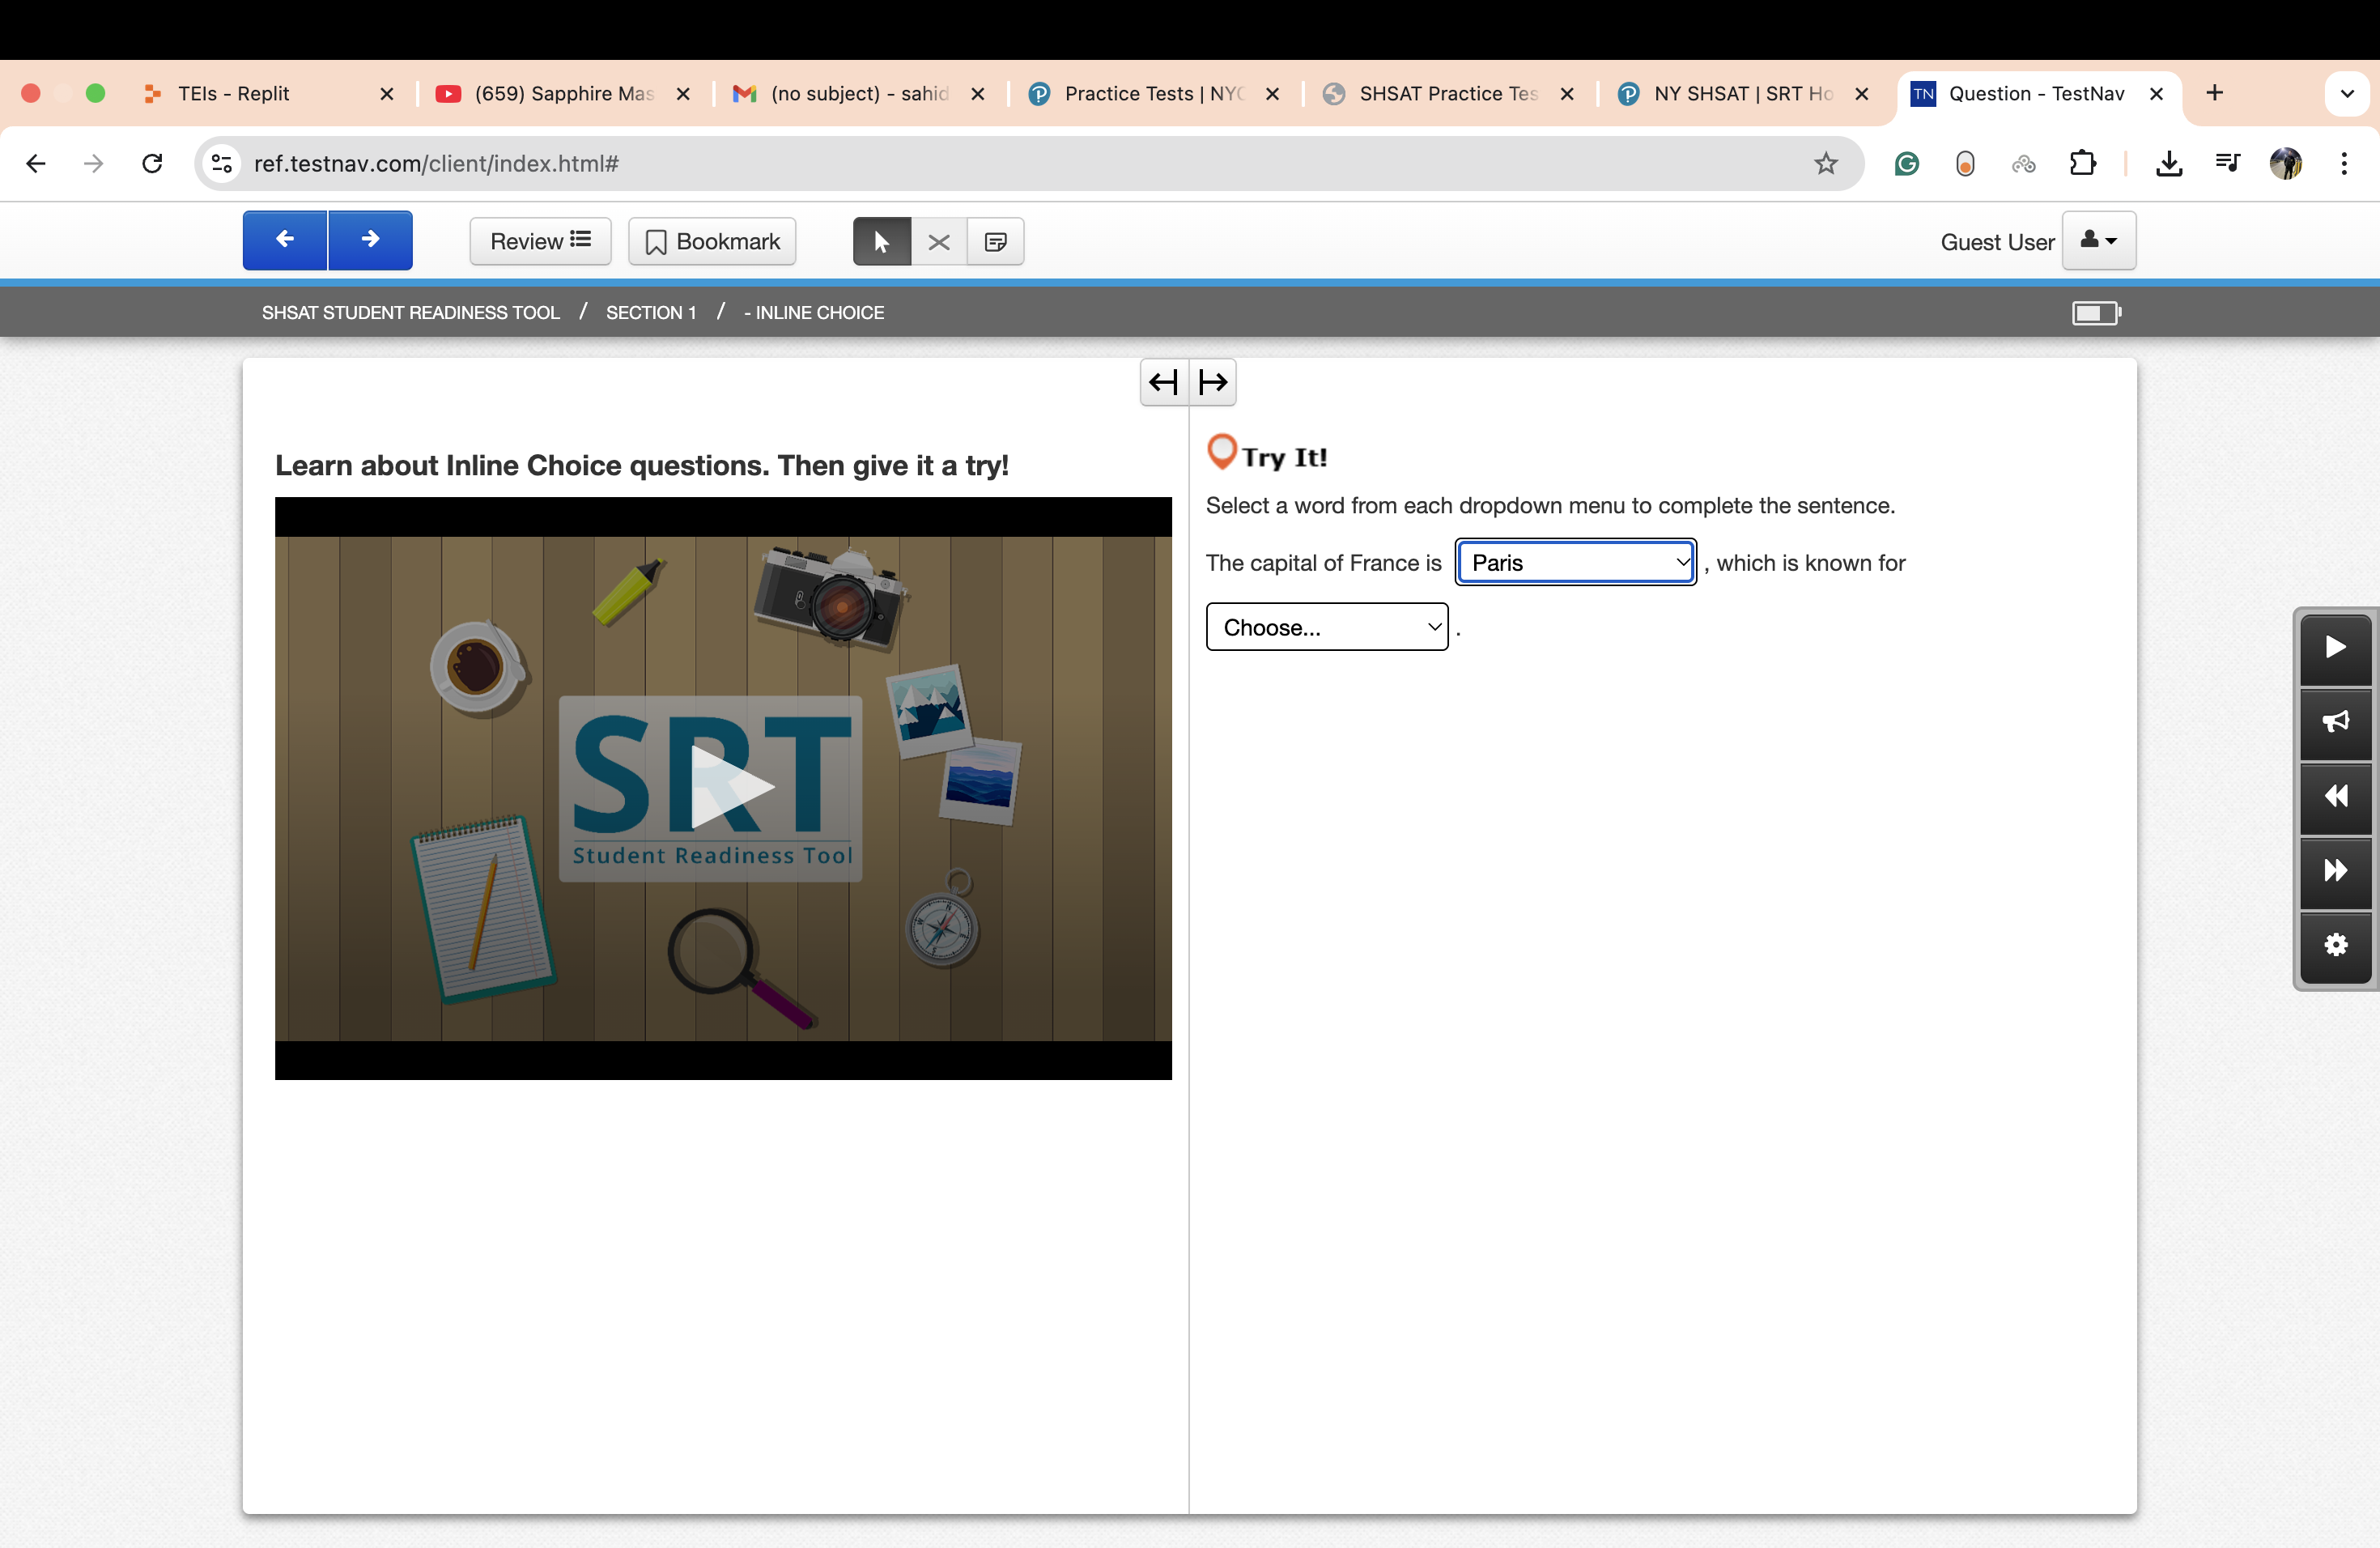 TEIs - Replit
(659) Sapphire Mas
(no subject) - sahid
Practice Tests | NYC
SHSAT Practice Tes
NY SHSAT | SRT Ho
TN Question - TestNav
ref.testnav.com/client/index.html#
Review
Bookmark
Guest User
SHSAT STUDENT READINESS TOOL / SECTION 1 / - INLINE CHOICE
Learn about Inline Choice questions. Then give it a try!
SRT
Student Readiness Tool
Try It!
Select a word from each dropdown menu to complete the sentence.
The capital of France is Paris , which is known for
Choose... .